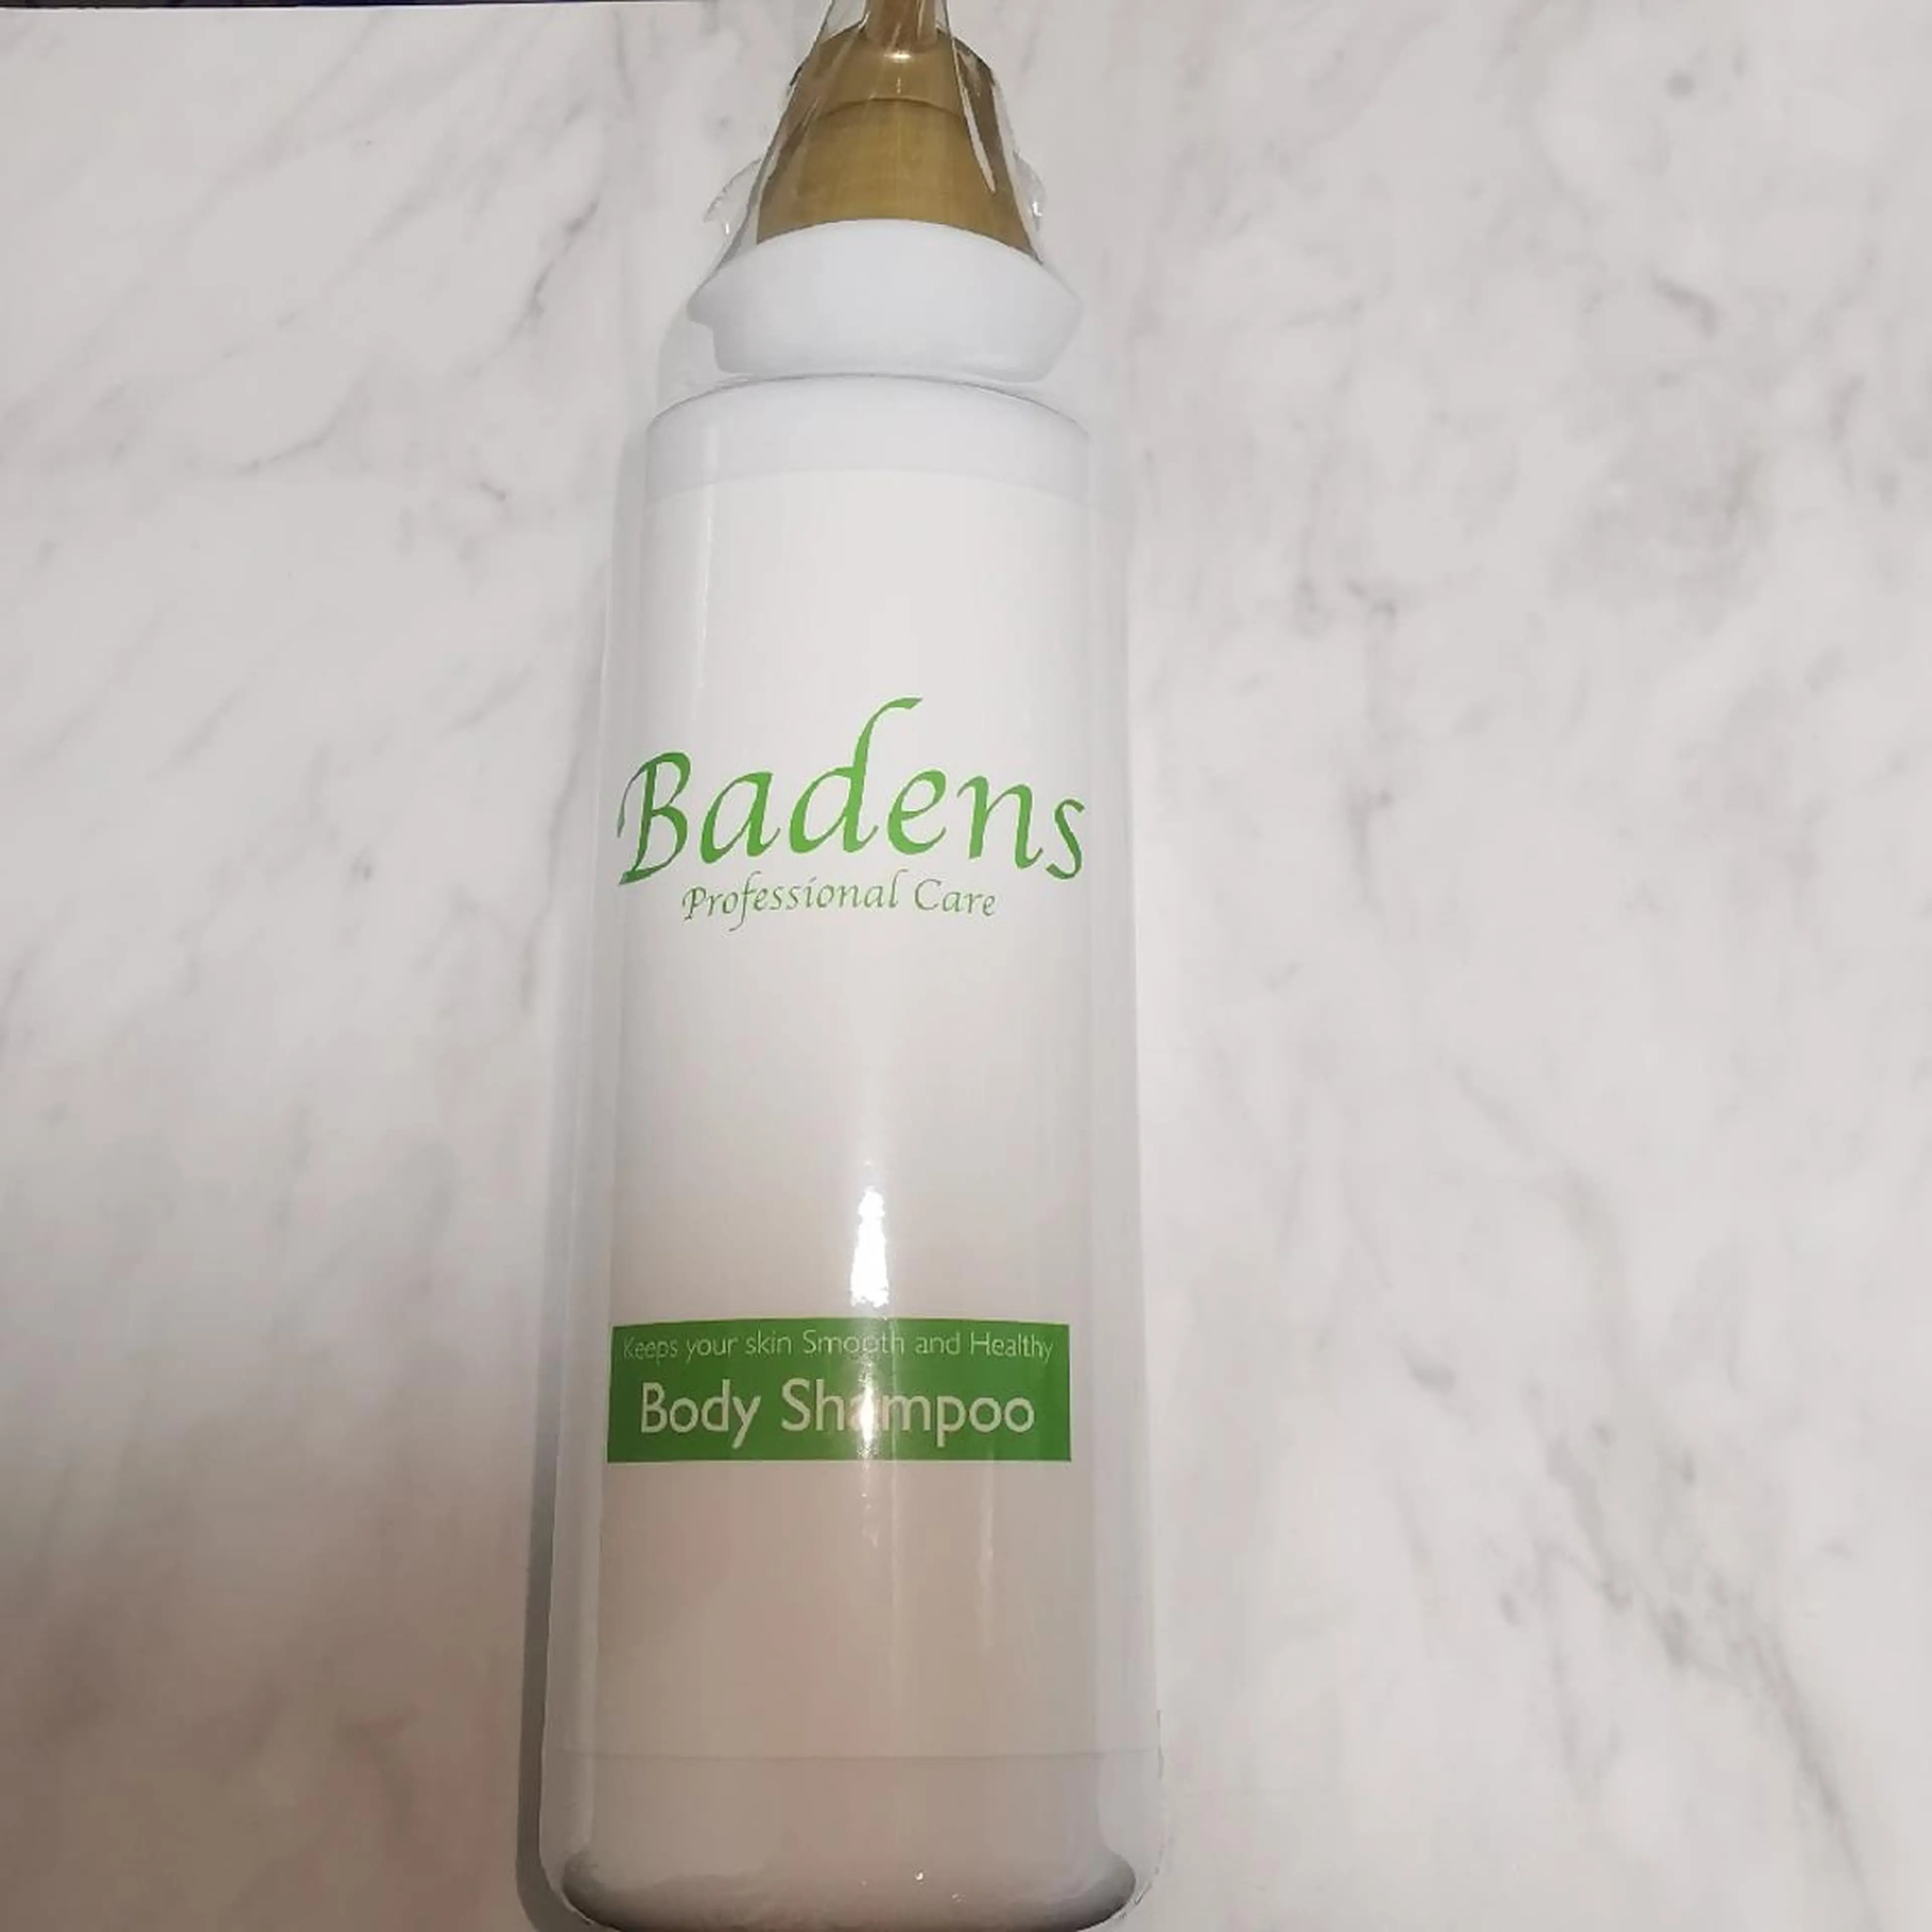 Badens
Professional Care
Keeps your skin Smooth and Healthy
Body Shampoo